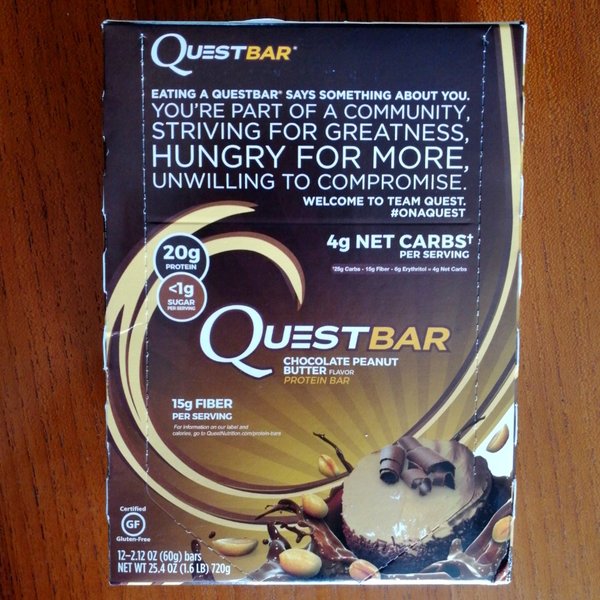 QUESTBAR®
EATING A QUESTBAR® SAYS SOMETHING ABOUT YOU.
YOU'RE PART OF A COMMUNITY,
STRIVING FOR GREATNESS,
HUNGRY FOR MORE,
UNWILLING TO COMPROMISE.
WELCOME TO TEAM QUEST.
#ONAQUEST
4g NET CARBS†
PER SERVING
†25g Carbs - 15g Fiber - 6g Erythritol = 4g Net Carbs
20g
PROTEIN
<1g
SUGAR
PER SERVING
QUESTBAR
CHOCOLATE PEANUT
BUTTER FLAVOR
PROTEIN BAR
15g FIBER
PER SERVING
For information on our label and
calories, go to QuestNutrition.com/protein-bars
Certified
GF
Gluten-Free
12-2.12 OZ (60g) bars
NET WT 25.4 OZ (1.6 LB) 720g